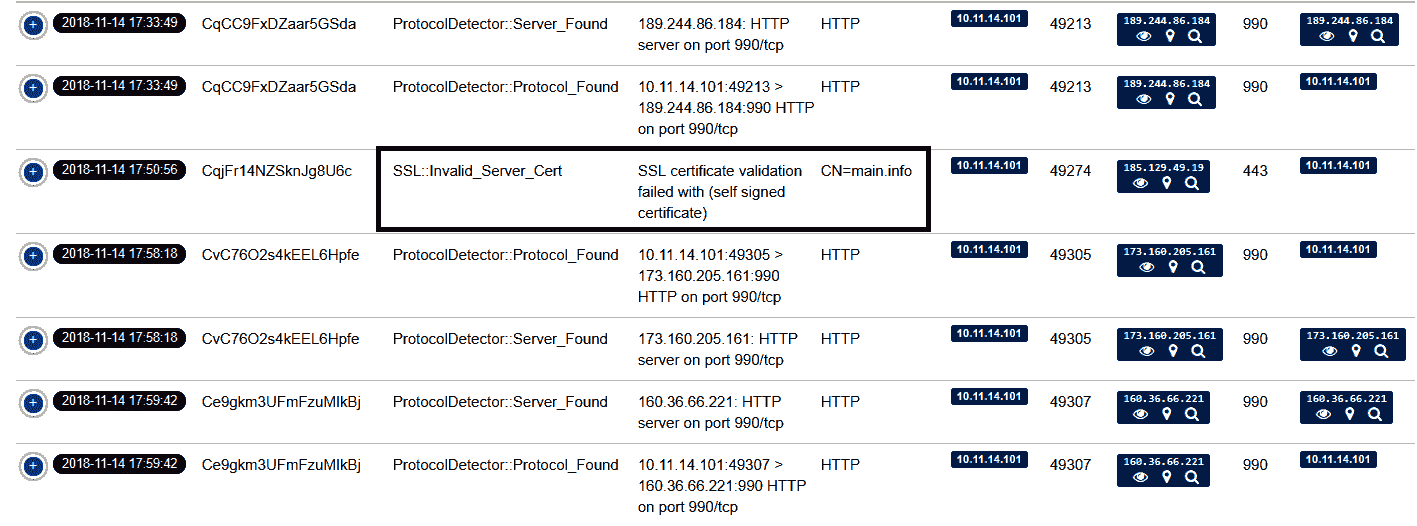 2018-11-14 17:33:49 CqCC9FxDZaar5GSda ProtocolDetector::Server_Found 189.244.86.184: HTTP HTTP 10.11.14.101 49213 189.244.86.184 990 189.244.86.184
server on port 990/tcp
2018-11-14 17:33:49 CqCC9FxDZaar5GSda ProtocolDetector::Protocol_Found 10.11.14.101:49213 > HTTP 10.11.14.101 49213 189.244.86.184 990 10.11.14.101
189.244.86.184:990 HTTP
on port 990/tcp
2018-11-14 17:50:56 CqjFr14NZSknJg8U6c SSL::Invalid_Server_Cert SSL certificate validation CN=main.info 10.11.14.101 49274 185.129.49.19 443 10.11.14.101
failed with (self signed
certificate)
2018-11-14 17:58:18 CvC76O2s4kEEL6Hpfe ProtocolDetector::Protocol_Found 10.11.14.101:49305 > HTTP 10.11.14.101 49305 173.160.205.161 990 10.11.14.101
173.160.205.161:990
HTTP on port 990/tcp
2018-11-14 17:58:18 CvC76O2s4kEEL6Hpfe ProtocolDetector::Server_Found 173.160.205.161: HTTP HTTP 10.11.14.101 49305 173.160.205.161 990 173.160.205.161
server on port 990/tcp
2018-11-14 17:59:42 Ce9gkm3UFmFzuMIkBj ProtocolDetector::Server_Found 160.36.66.221: HTTP HTTP 10.11.14.101 49307 160.36.66.221 990 160.36.66.221
server on port 990/tcp
2018-11-14 17:59:42 Ce9gkm3UFmFzuMIkBj ProtocolDetector::Protocol_Found 10.11.14.101:49307 > HTTP 10.11.14.101 49307 160.36.66.221 990 10.11.14.101
160.36.66.221:990 HTTP
on port 990/tcp